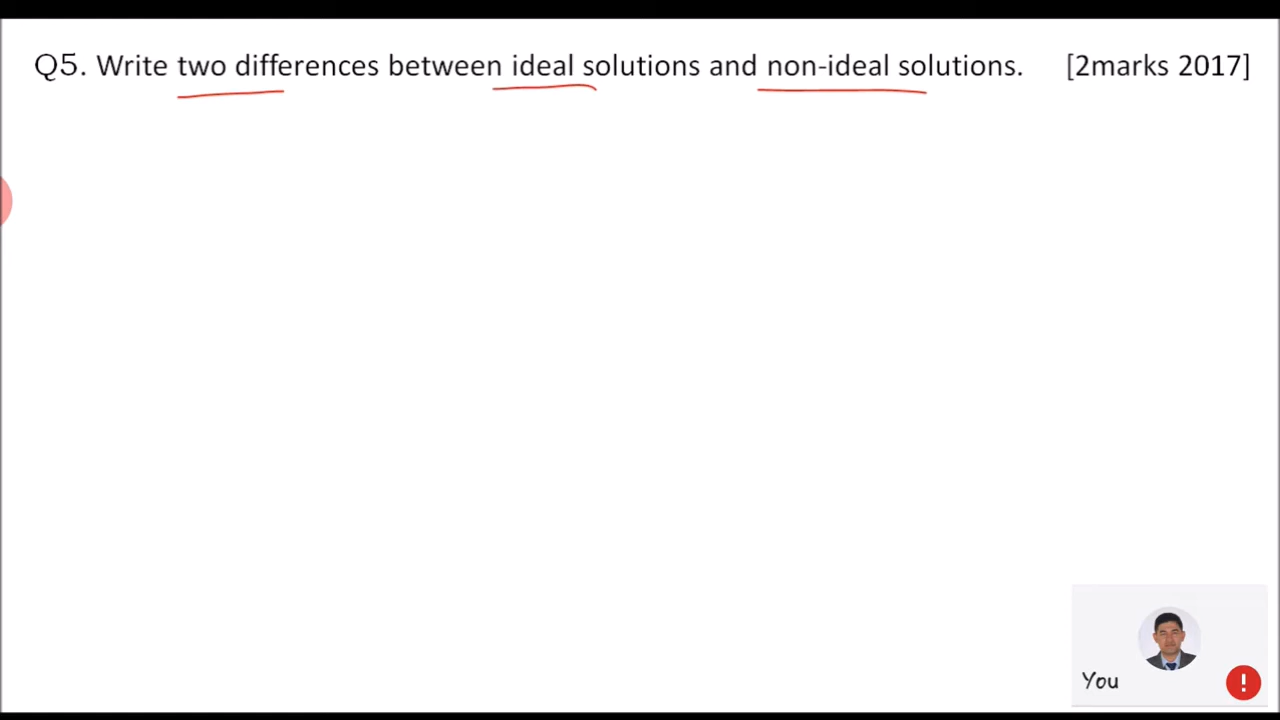 Q5. Write two differences between ideal solutions and non-ideal solutions. [2marks 2017]
You
!